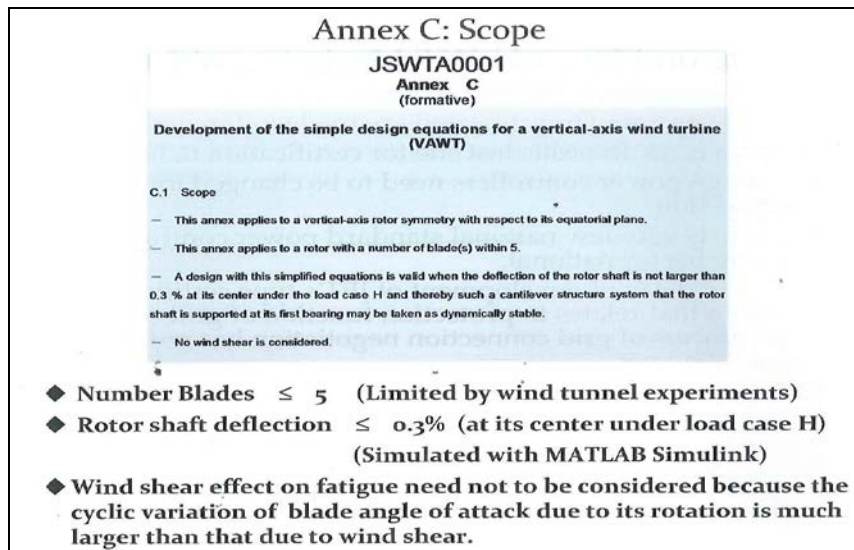 Annex C: Scope
JSWTA0001
Annex C
(formative)
Development of the simple design equations for a vertical-axis wind turbine
(VAWT)
C.1 Scope
— This annex applies to a vertical-axis rotor symmetry with respect to its equatorial plane.
— This annex applies to a rotor with a number of blade(s) within 5.
— A design with this simplified equations is valid when the deflection of the rotor shaft is not larger than
0.3 % at its center under the load case H and thereby such a cantilever structure system that the rotor
shaft is supported at its first bearing may be taken as dynamically stable.
— No wind shear is considered.
◆ Number Blades ≤ 5 (Limited by wind tunnel experiments)
◆ Rotor shaft deflection ≤ 0.3% (at its center under load case H)
(Simulated with MATLAB Simulink)
◆ Wind shear effect on fatigue need not to be considered because the
cyclic variation of blade angle of attack due to its rotation is much
larger than that due to wind shear.